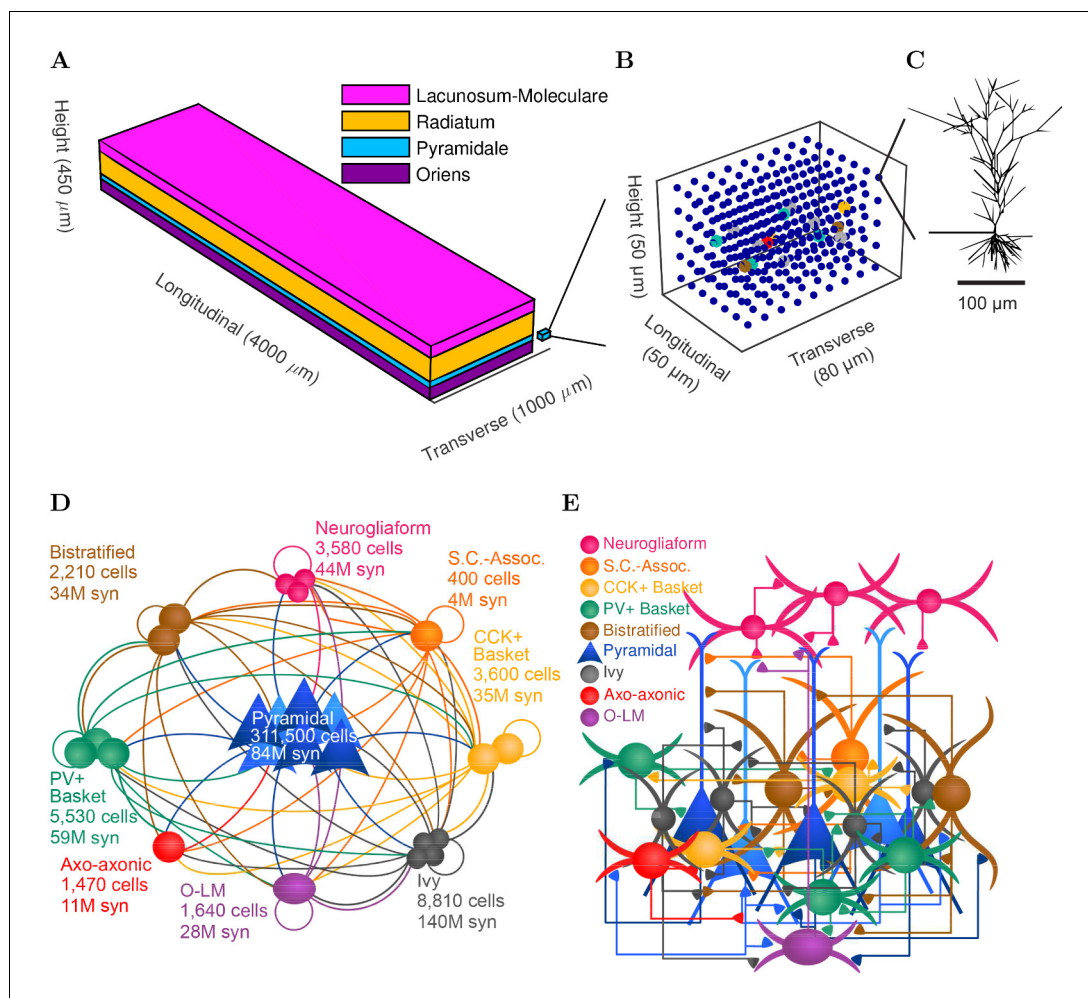 A
Height (450 μm)
Longitudinal (4000 μm)
Transverse (1000 μm)
Lacunosum-Moleculare
Radiatum
Pyramidale
Oriens
B
Height (50 μm)
Longitudinal
(50 μm)
Transverse
(80 μm)
C
100 μm
D
Neurogliaform
3,580 cells
44M syn
Bistratified
2,210 cells
34M syn
S.C.-Assoc.
400 cells
4M syn
CCK+
Basket
3,600 cells
35M syn
Pyramidal
311,500 cells
84M syn
PV+
Basket
5,530 cells
59M syn
Axo-axonic
1,470 cells
11M syn
O-LM
1,640 cells
28M syn
Ivy
8,810 cells
140M syn
E
Neurogliaform
S.C.-Assoc.
CCK+ Basket
PV+ Basket
Bistratified
Pyramidal
Ivy
Axo-axonic
O-LM